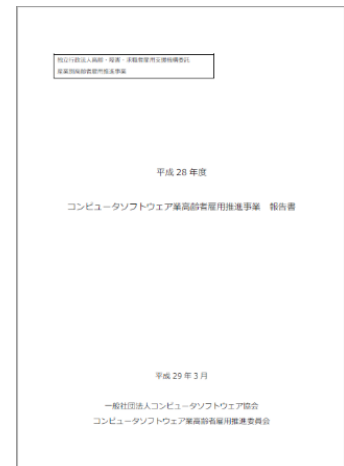 独立行政法人高齢・障害・求職者雇用支援機構委託
産業別高齢者雇用推進事業
平成 28 年度
コンピュータソフトウェア業高齢者雇用推進事業　報告書
平成 29 年 3 月
一般社団法人コンピュータソフトウェア協会
コンピュータソフトウェア業高齢者雇用推進委員会